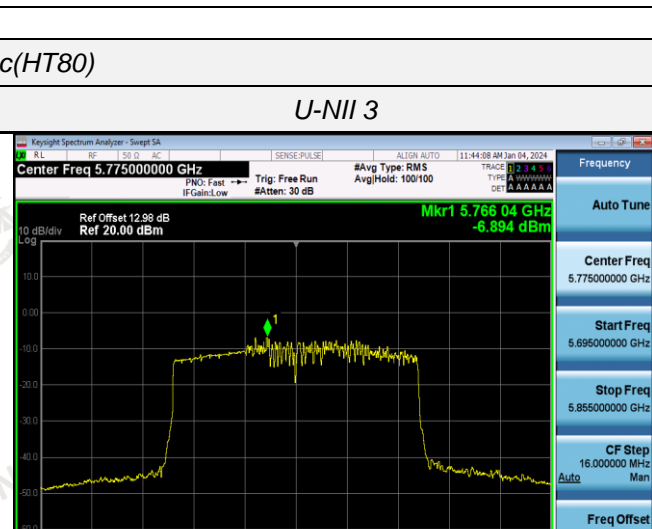 c(HT80)
U-NII 3
Keysight Spectrum Analyzer - Swept SA
RL RF 50 Ω AC SENSE:PULSE ALIGN AUTO 11:44:08 AM Jan 04, 2024
Center Freq 5.775000000 GHz
PNO: Fast
IFGain:Low
Trig: Free Run
#Atten: 30 dB
#Avg Type: RMS
Avg|Hold: 100/100
TRACE 1 2 3 4 5 6
TYPE A WWWWW
DET A A A A A A
Frequency
Auto Tune
Center Freq
5.775000000 GHz
Start Freq
5.695000000 GHz
Stop Freq
5.855000000 GHz
CF Step
16.000000 MHz
Auto Man
Freq Offset
Mkr1 5.766 04 GHz
-6.894 dBm
Ref Offset 12.98 dB
10 dB/div Ref 20.00 dBm
Log
10.0
0.00
-10.0
-20.0
-30.0
-40.0
-50.0
-60.0
1